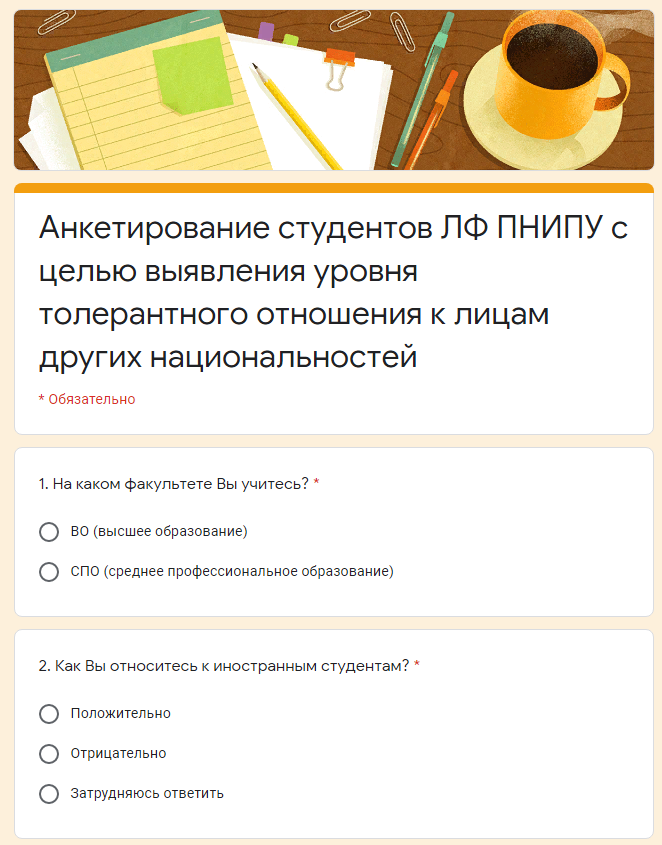 Анкетирование студентов ЛФ ПНИПУ с
целью выявления уровня
толерантного отношения к лицам
других национальностей
* Обязательно
1. На каком факультете Вы учитесь? *
ВО (высшее образование)
СПО (среднее профессиональное образование)
2. Как Вы относитесь к иностранным студентам? *
Положительно
Отрицательно
Затрудняюсь ответить